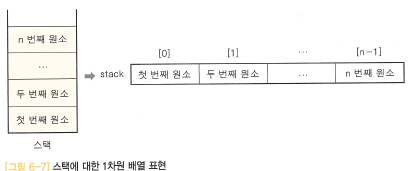 n 번째 원소
...
두 번째 원소
첫 번째 원소
스택
stack
[0] [1] ... [n-1]
첫 번째 원소 두 번째 원소 ... n 번째 원소
[그림 6-7] 스택에 대한 1차원 배열 표현